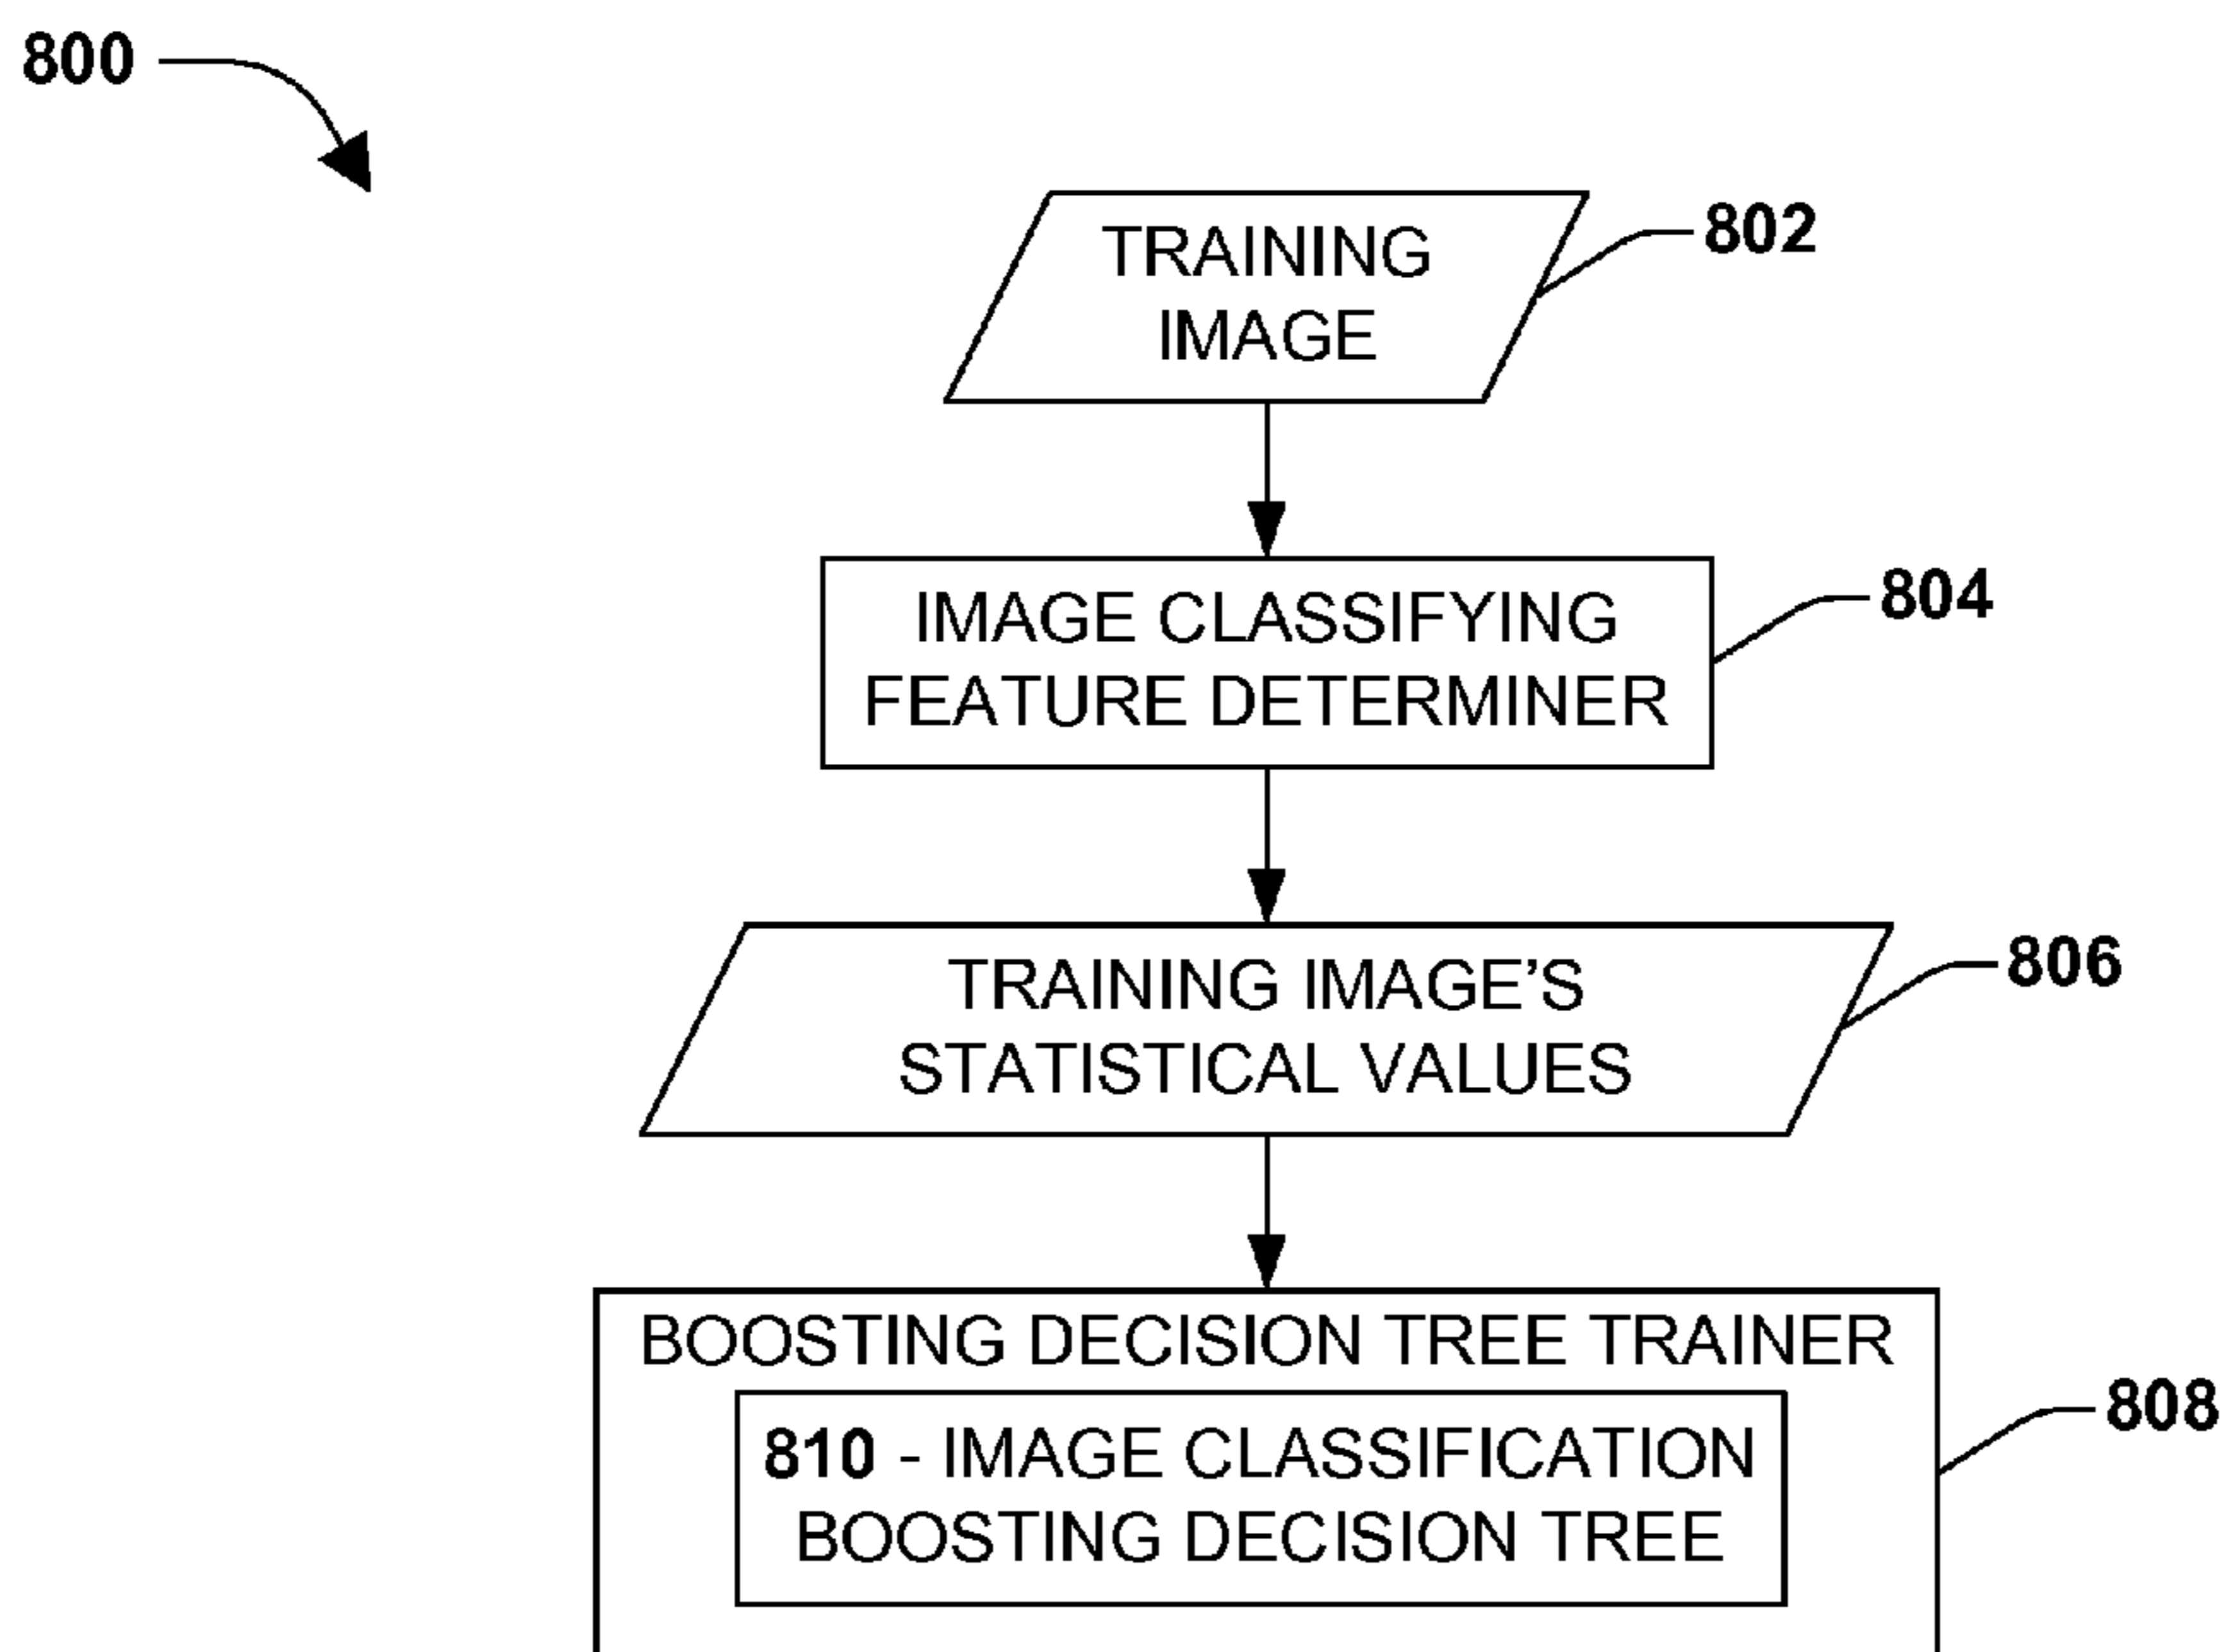 800
TRAINING
IMAGE
802
IMAGE CLASSIFYING
FEATURE DETERMINER
804
TRAINING IMAGE’S
STATISTICAL VALUES
806
BOOSTING DECISION TREE TRAINER
810 - IMAGE CLASSIFICATION
BOOSTING DECISION TREE
808